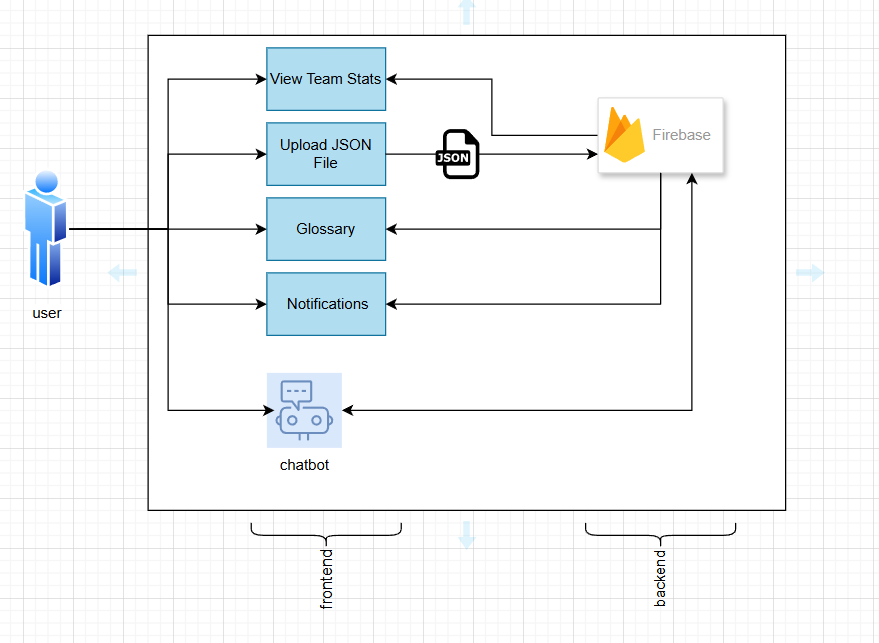 View Team Stats
Upload JSON
File
JSON
Firebase
Glossary
Notifications
user
chatbot
frontend
backend